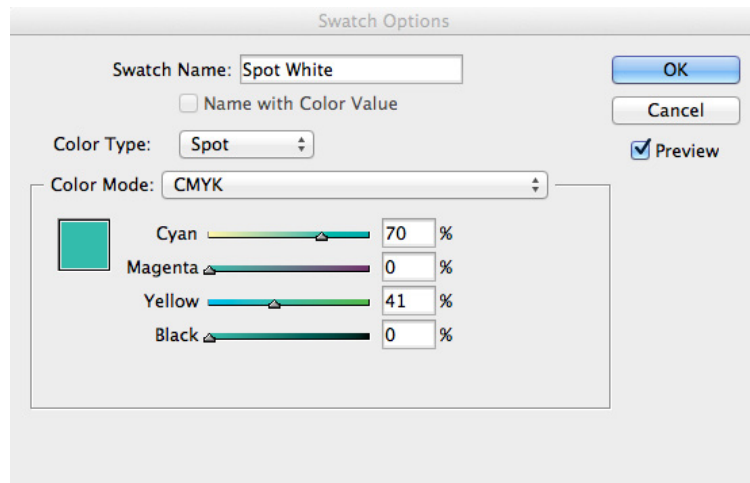 Swatch Options
Swatch Name: Spot White
OK
Name with Color Value
Cancel
Color Type: Spot
Preview
Color Mode: CMYK
Cyan 70 %
Magenta 0 %
Yellow 41 %
Black 0 %